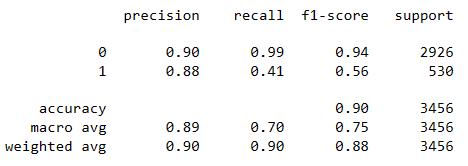 precision recall f1-score support
0 0.90 0.99 0.94 2926
1 0.88 0.41 0.56 530
accuracy 0.90 3456
macro avg 0.89 0.70 0.75 3456
weighted avg 0.90 0.90 0.88 3456